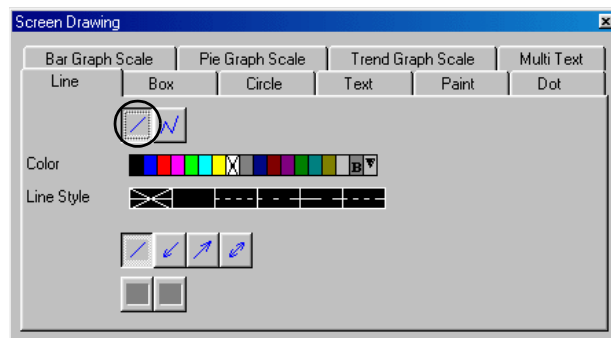 Screen Drawing
Bar Graph Scale Pie Graph Scale Trend Graph Scale Multi Text
Line Box Circle Text Paint Dot
Color B
Line Style